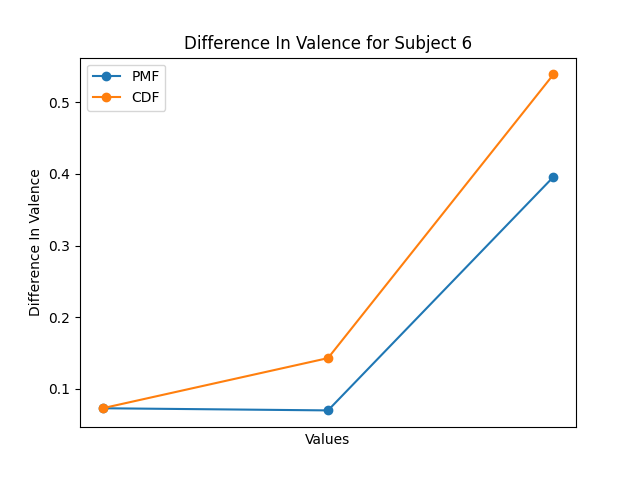 Difference In Valence for Subject 6
PMF
CDF
0.5
0.4
0.3
0.2
0.1
Difference In Valence
Values